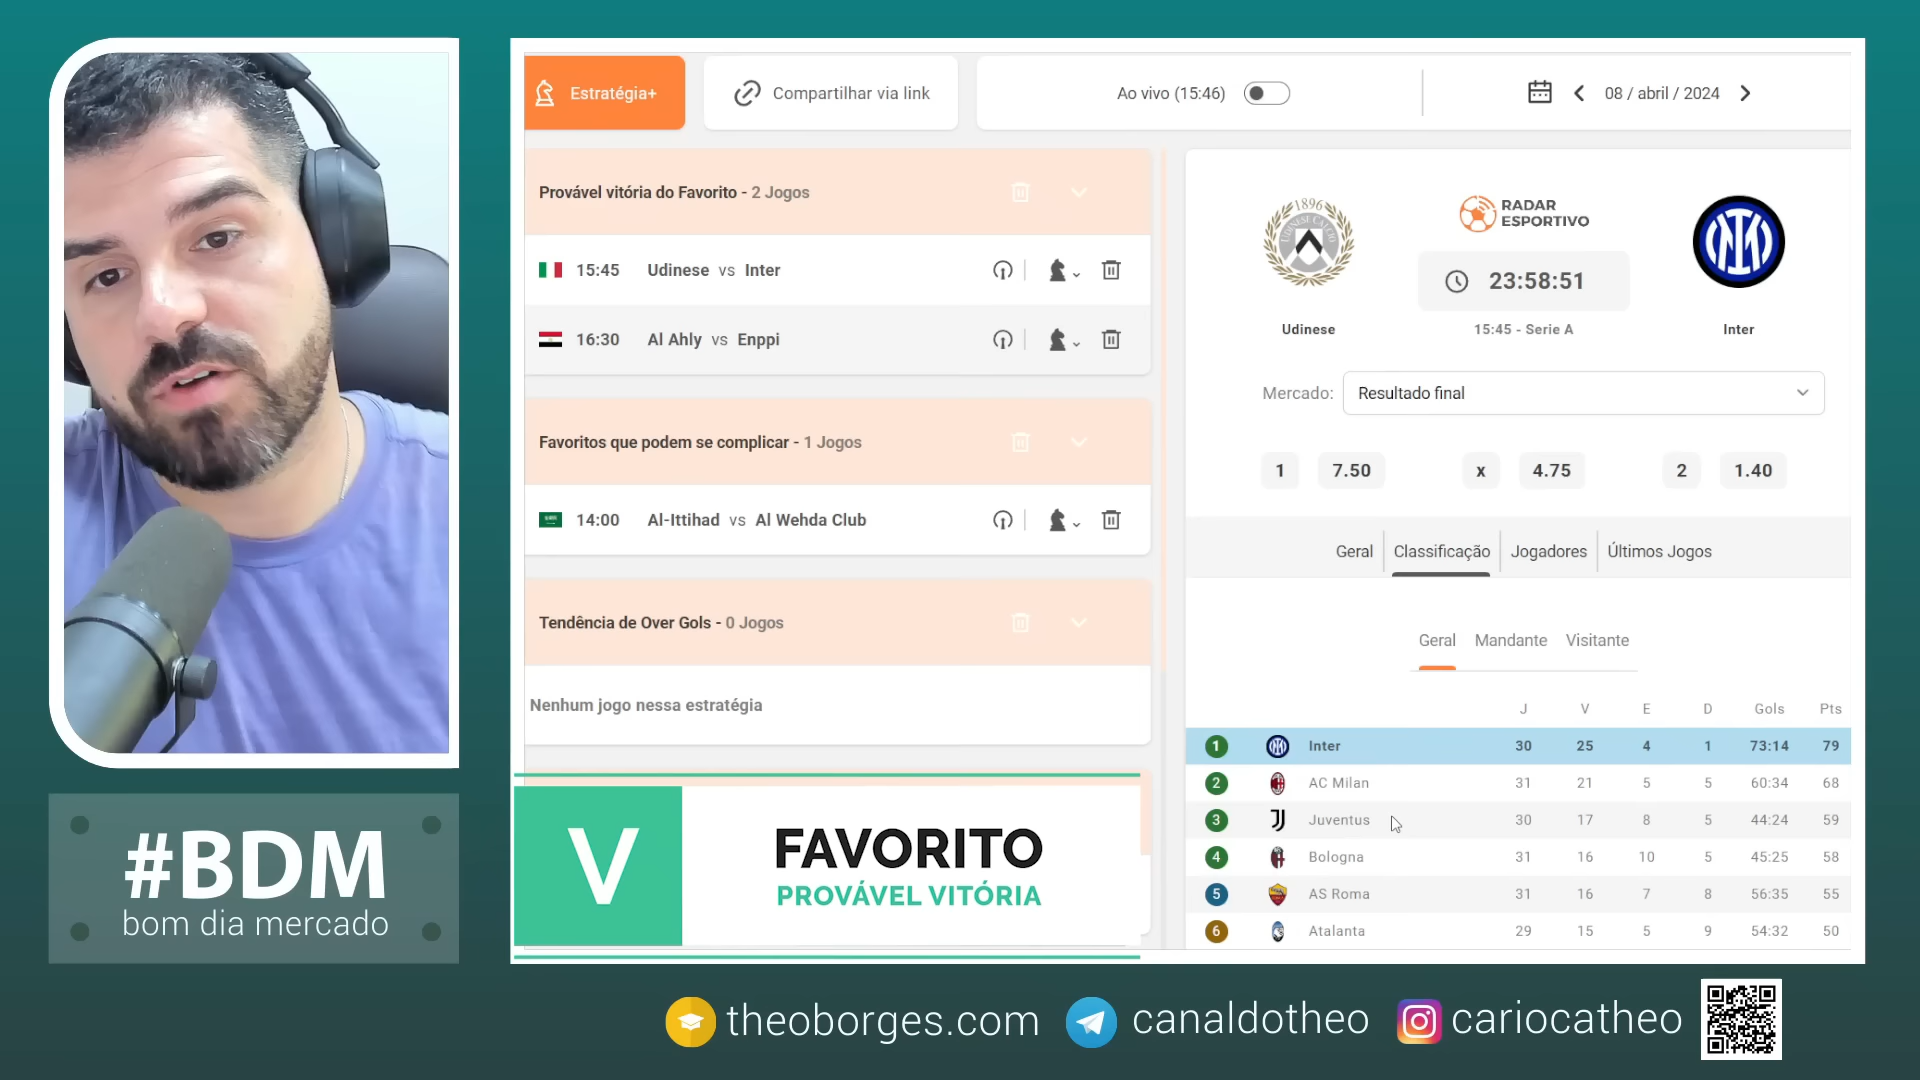 Estratégia+
Compartilhar via link
Ao vivo (15:46)
08 / abril / 2024
Provável vitória do Favorito - 2 Jogos
15:45 Udinese vs Inter
16:30 Al Ahly vs Enppi
Favoritos que podem se complicar - 1 Jogos
14:00 Al-Ittihad vs Al Wehda Club
Tendência de Over Gols - 0 Jogos
Nenhum jogo nessa estratégia
V
FAVORITO
PROVÁVEL VITÓRIA
1896
UDINESE CALCIO
RADAR
ESPORTIVO
23:58:51
Udinese
15:45 - Serie A
Inter
Mercado: Resultado final
1 7.50 x 4.75 2 1.40
Geral Classificação Jogadores Últimos Jogos
Geral Mandante Visitante
J V E D Gols Pts
1 Inter 30 25 4 1 73:14 79
2 AC Milan 31 21 5 5 60:34 68
3 Juventus 30 17 8 5 44:24 59
4 Bologna 31 16 10 5 45:25 58
5 AS Roma 31 16 7 8 56:35 55
6 Atalanta 29 15 5 9 54:32 50
#BDM
bom dia mercado
theoborges.com
canaldotheo
cariocatheo